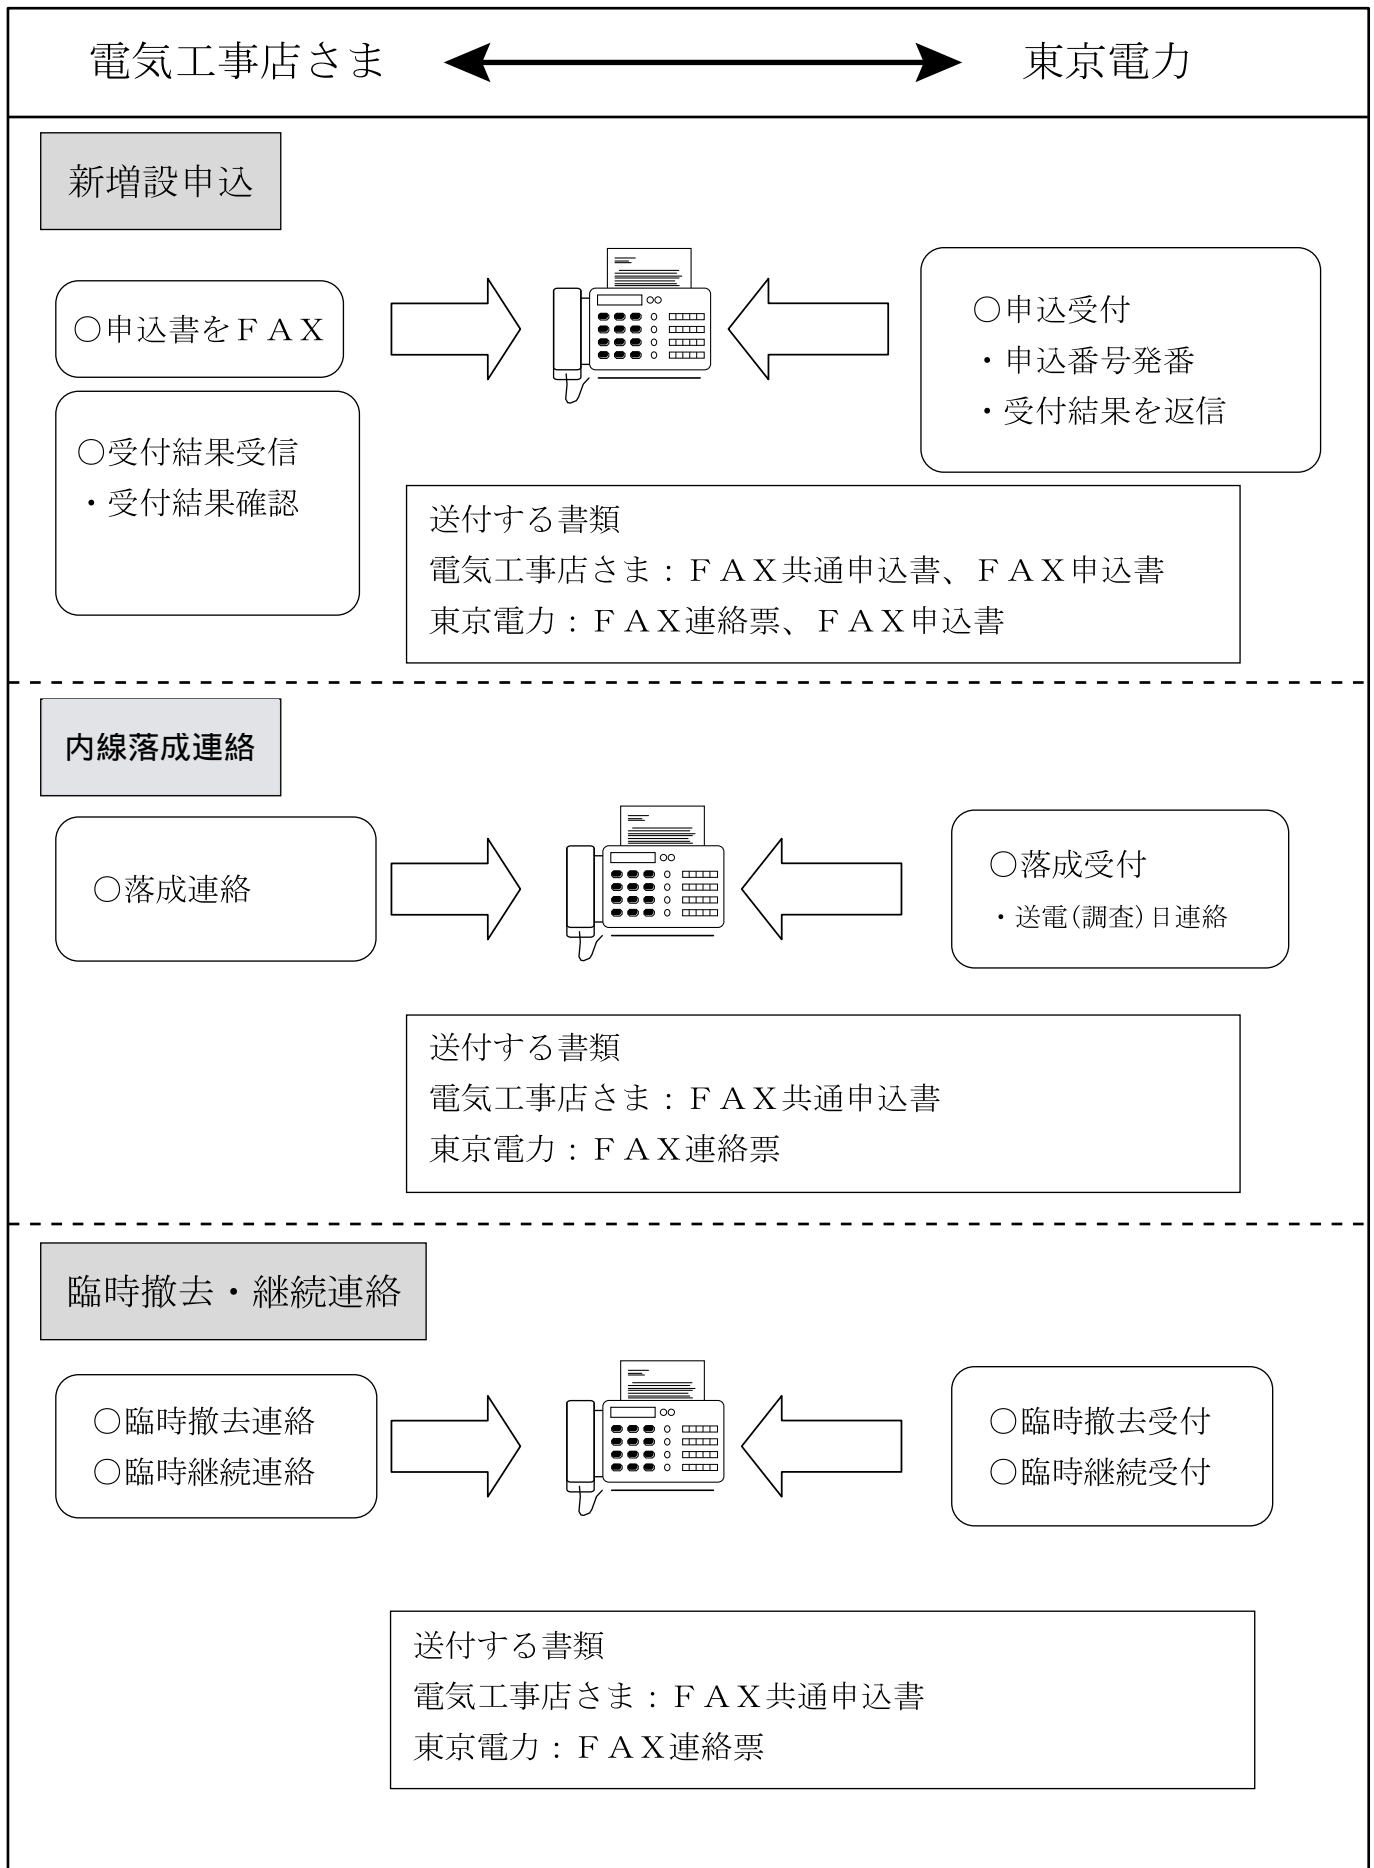 電気工事店さま
東京電力
新増設申込
○申込書をＦＡＸ
○受付結果受信
・受付結果確認
○申込受付
・申込番号発番
・受付結果を返信
送付する書類
電気工事店さま：ＦＡＸ共通申込書、ＦＡＸ申込書
東京電力：ＦＡＸ連絡票、ＦＡＸ申込書
内線落成連絡
○落成連絡
○落成受付
・送電(調査)日連絡
送付する書類
電気工事店さま：ＦＡＸ共通申込書
東京電力：ＦＡＸ連絡票
臨時撤去・継続連絡
○臨時撤去連絡
○臨時継続連絡
○臨時撤去受付
○臨時継続受付
送付する書類
電気工事店さま：ＦＡＸ共通申込書
東京電力：ＦＡＸ連絡票